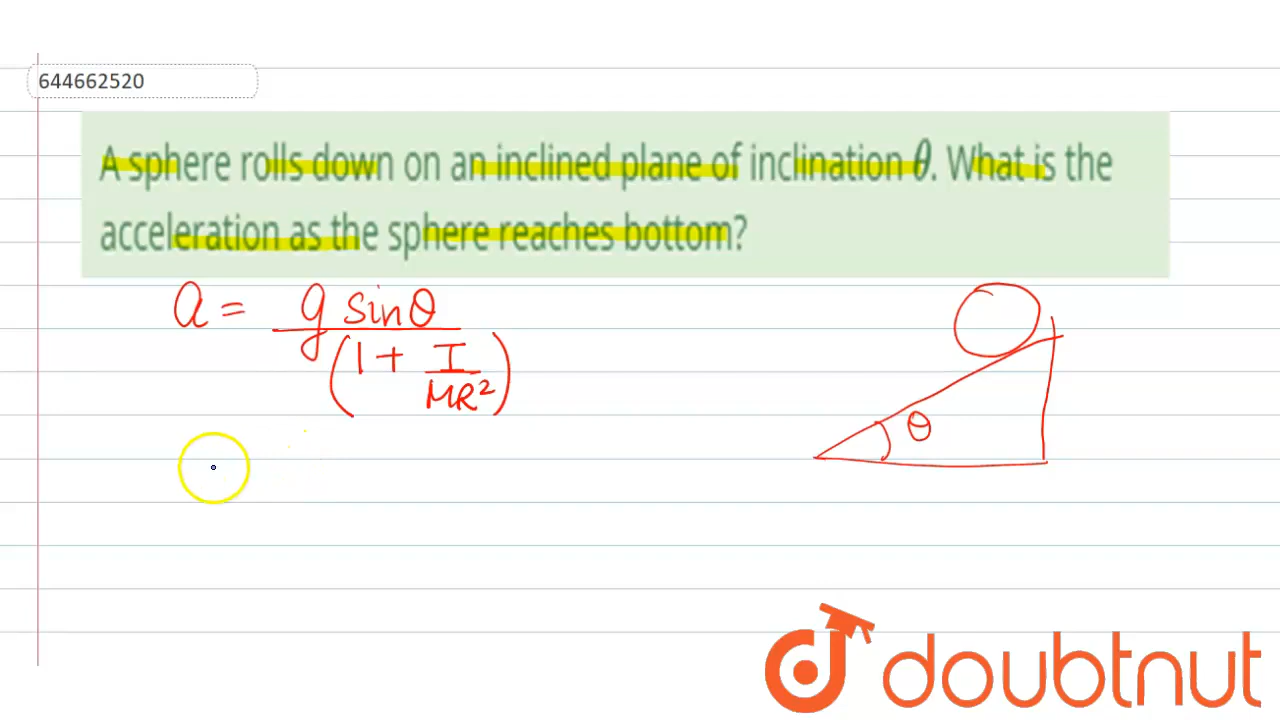 644662520
A sphere rolls down on an inclined plane of inclination θ. What is the
acceleration as the sphere reaches bottom?
a = g sinθ
(1 + I
MR²)
θ
doubtnut